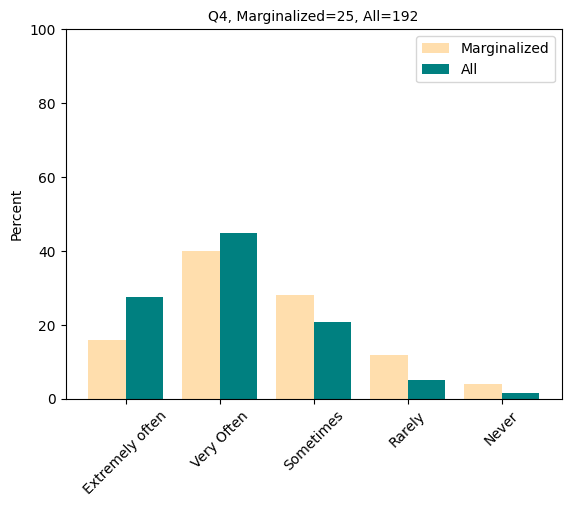 Q4, Marginalized=25, All=192
Marginalized
All
Percent
100
80
60
40
20
0
Extremely often
Very Often
Sometimes
Rarely
Never